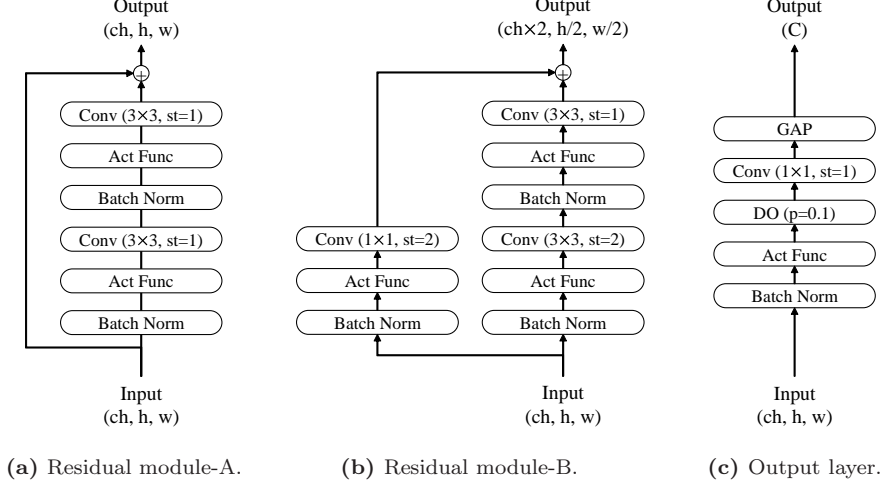 Output
(ch, h, w)
Conv (3×3, st=1)
Act Func
Batch Norm
Conv (3×3, st=1)
Act Func
Batch Norm
Input
(ch, h, w)
(a) Residual module-A.
Output
(ch×2, h/2, w/2)
Conv (3×3, st=1)
Act Func
Batch Norm
Conv (1×1, st=2)
Conv (3×3, st=2)
Act Func
Act Func
Batch Norm
Batch Norm
Input
(ch, h, w)
(b) Residual module-B.
Output
(C)
GAP
Conv (1×1, st=1)
DO (p=0.1)
Act Func
Batch Norm
Input
(ch, h, w)
(c) Output layer.